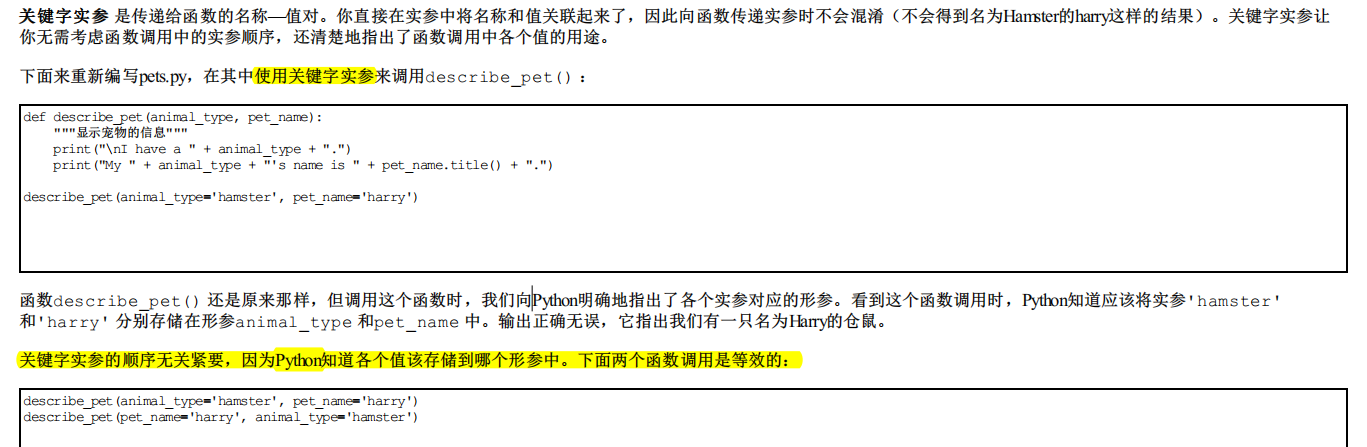 关键字实参 是传递给函数的名称—值对。你直接在实参中将名称和值关联起来了，因此向函数传递实参时不会混淆（不会得到名为Hamster的harry这样的结果）。关键字实参让
你无需考虑函数调用中的实参顺序，还清楚地指出了函数调用中各个值的用途。
下面来重新编写pets.py，在其中使用关键字实参来调用describe_pet() ：
def describe_pet(animal_type, pet_name):
    """显示宠物的信息"""
    print("\nI have a " + animal_type + ".")
    print("My " + animal_type + "'s name is " + pet_name.title() + ".")
describe_pet(animal_type='hamster', pet_name='harry')
函数describe_pet() 还是原来那样，但调用这个函数时，我们向Python明确地指出了各个实参对应的形参。看到这个函数调用时，Python知道应该将实参'hamster'
和'harry' 分别存储在形参animal_type 和pet_name 中。输出正确无误，它指出我们有一只名为Harry的仓鼠。
关键字实参的顺序无关紧要，因为Python知道各个值该存储到哪个形参中。下面两个函数调用是等效的：
describe_pet(animal_type='hamster', pet_name='harry')
describe_pet(pet_name='harry', animal_type='hamster')